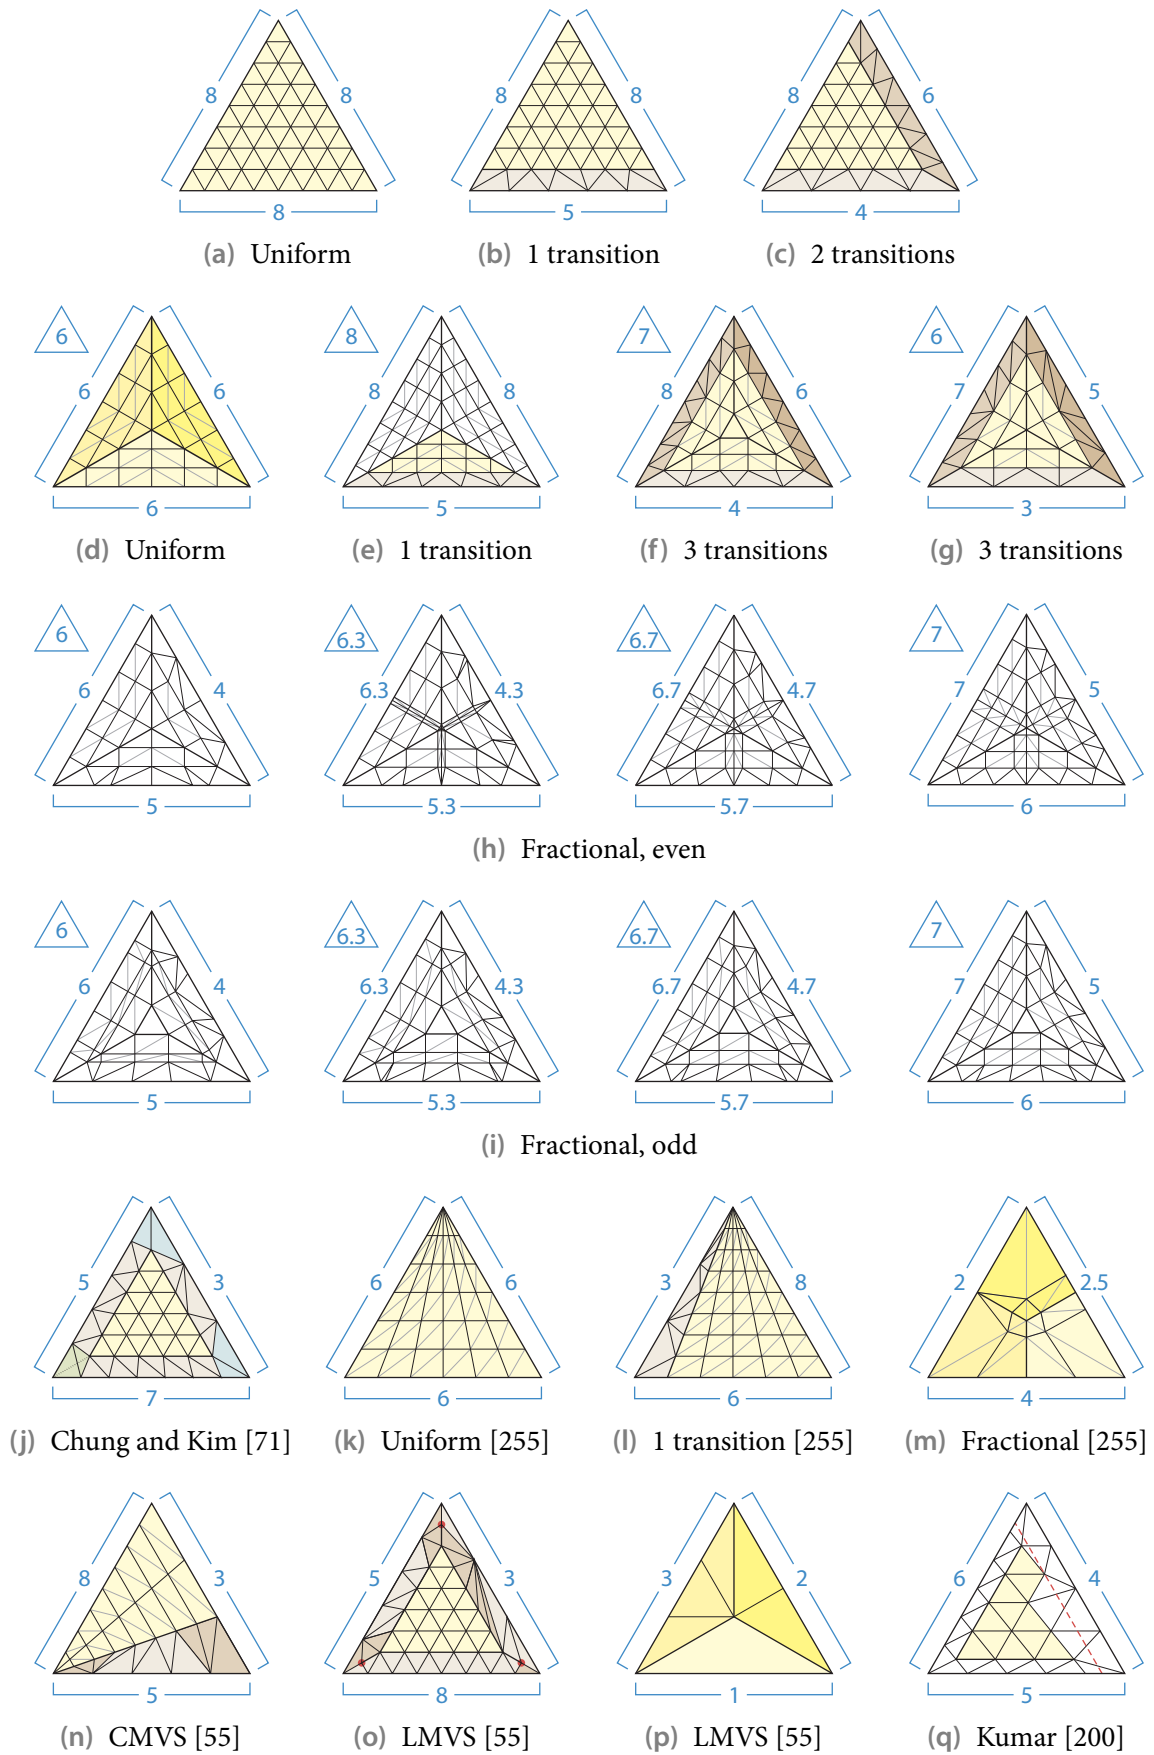 8 8 8 8 8 6
8 5 4
(a) Uniform (b) 1 transition (c) 2 transitions
6 8 7 6
6 6 8 8 8 6 7 5
6 5 4 3
(d) Uniform (e) 1 transition (f) 3 transitions (g) 3 transitions
6 6.3 6.7 7
6 4 6.3 4.3 6.7 4.7 7 5
5 5.3 5.7 6
(h) Fractional, even
6 6.3 6.7 7
6 4 6.3 4.3 6.7 4.7 7 5
5 5.3 5.7 6
(i) Fractional, odd
5 3 6 6 3 8 2 2.5
7 6 6 4
(j) Chung and Kim [71] (k) Uniform [255] (l) 1 transition [255] (m) Fractional [255]
8 3 5 3 3 2 6 4
5 8 1 5
(n) CMVS [55] (o) LMVS [55] (p) LMVS [55] (q) Kumar [200]